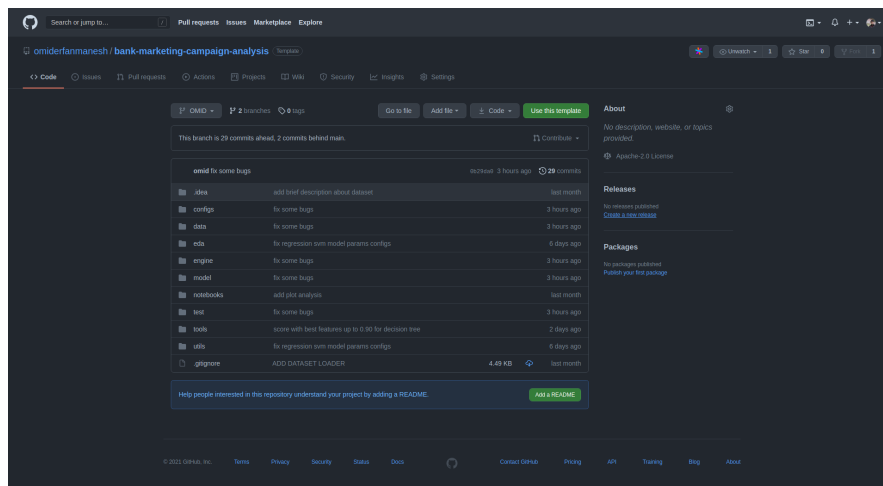 Search or jump to... /
Pull requests Issues Marketplace Explore
omiderfanmanesh / bank-marketing-campaign-analysis Template
Unwatch 1 Star 0 Fork 1
Code Issues Pull requests Actions Projects Wiki Security Insights Settings
OMID 2 branches 0 tags Go to file Add file Code Use this template
This branch is 29 commits ahead, 2 commits behind main. Contribute
omid fix some bugs 3 hours ago 29 commits
.idea add brief description about dataset last month
configs fix some bugs 3 hours ago
data fix some bugs 3 hours ago
eda fix regression svm model params configs 6 days ago
engine fix some bugs 3 hours ago
model fix some bugs 3 hours ago
notebooks add plot analysis last month
test fix some bugs 3 hours ago
tools score with best features up to 0.90 for decision tree 2 days ago
utils fix regression svm model params configs 6 days ago
.gitignore ADD DATASET LOADER 4.49 KB last month
Help people interested in this repository understand your project by adding a README. Add a README
About
No description, website, or topics
provided.
Apache-2.0 License
Releases
No releases published
Create a new release
Packages
No packages published
Publish your first package
© 2021 GitHub, Inc. Terms Privacy Security Status Docs Contact GitHub Pricing API Training Blog About